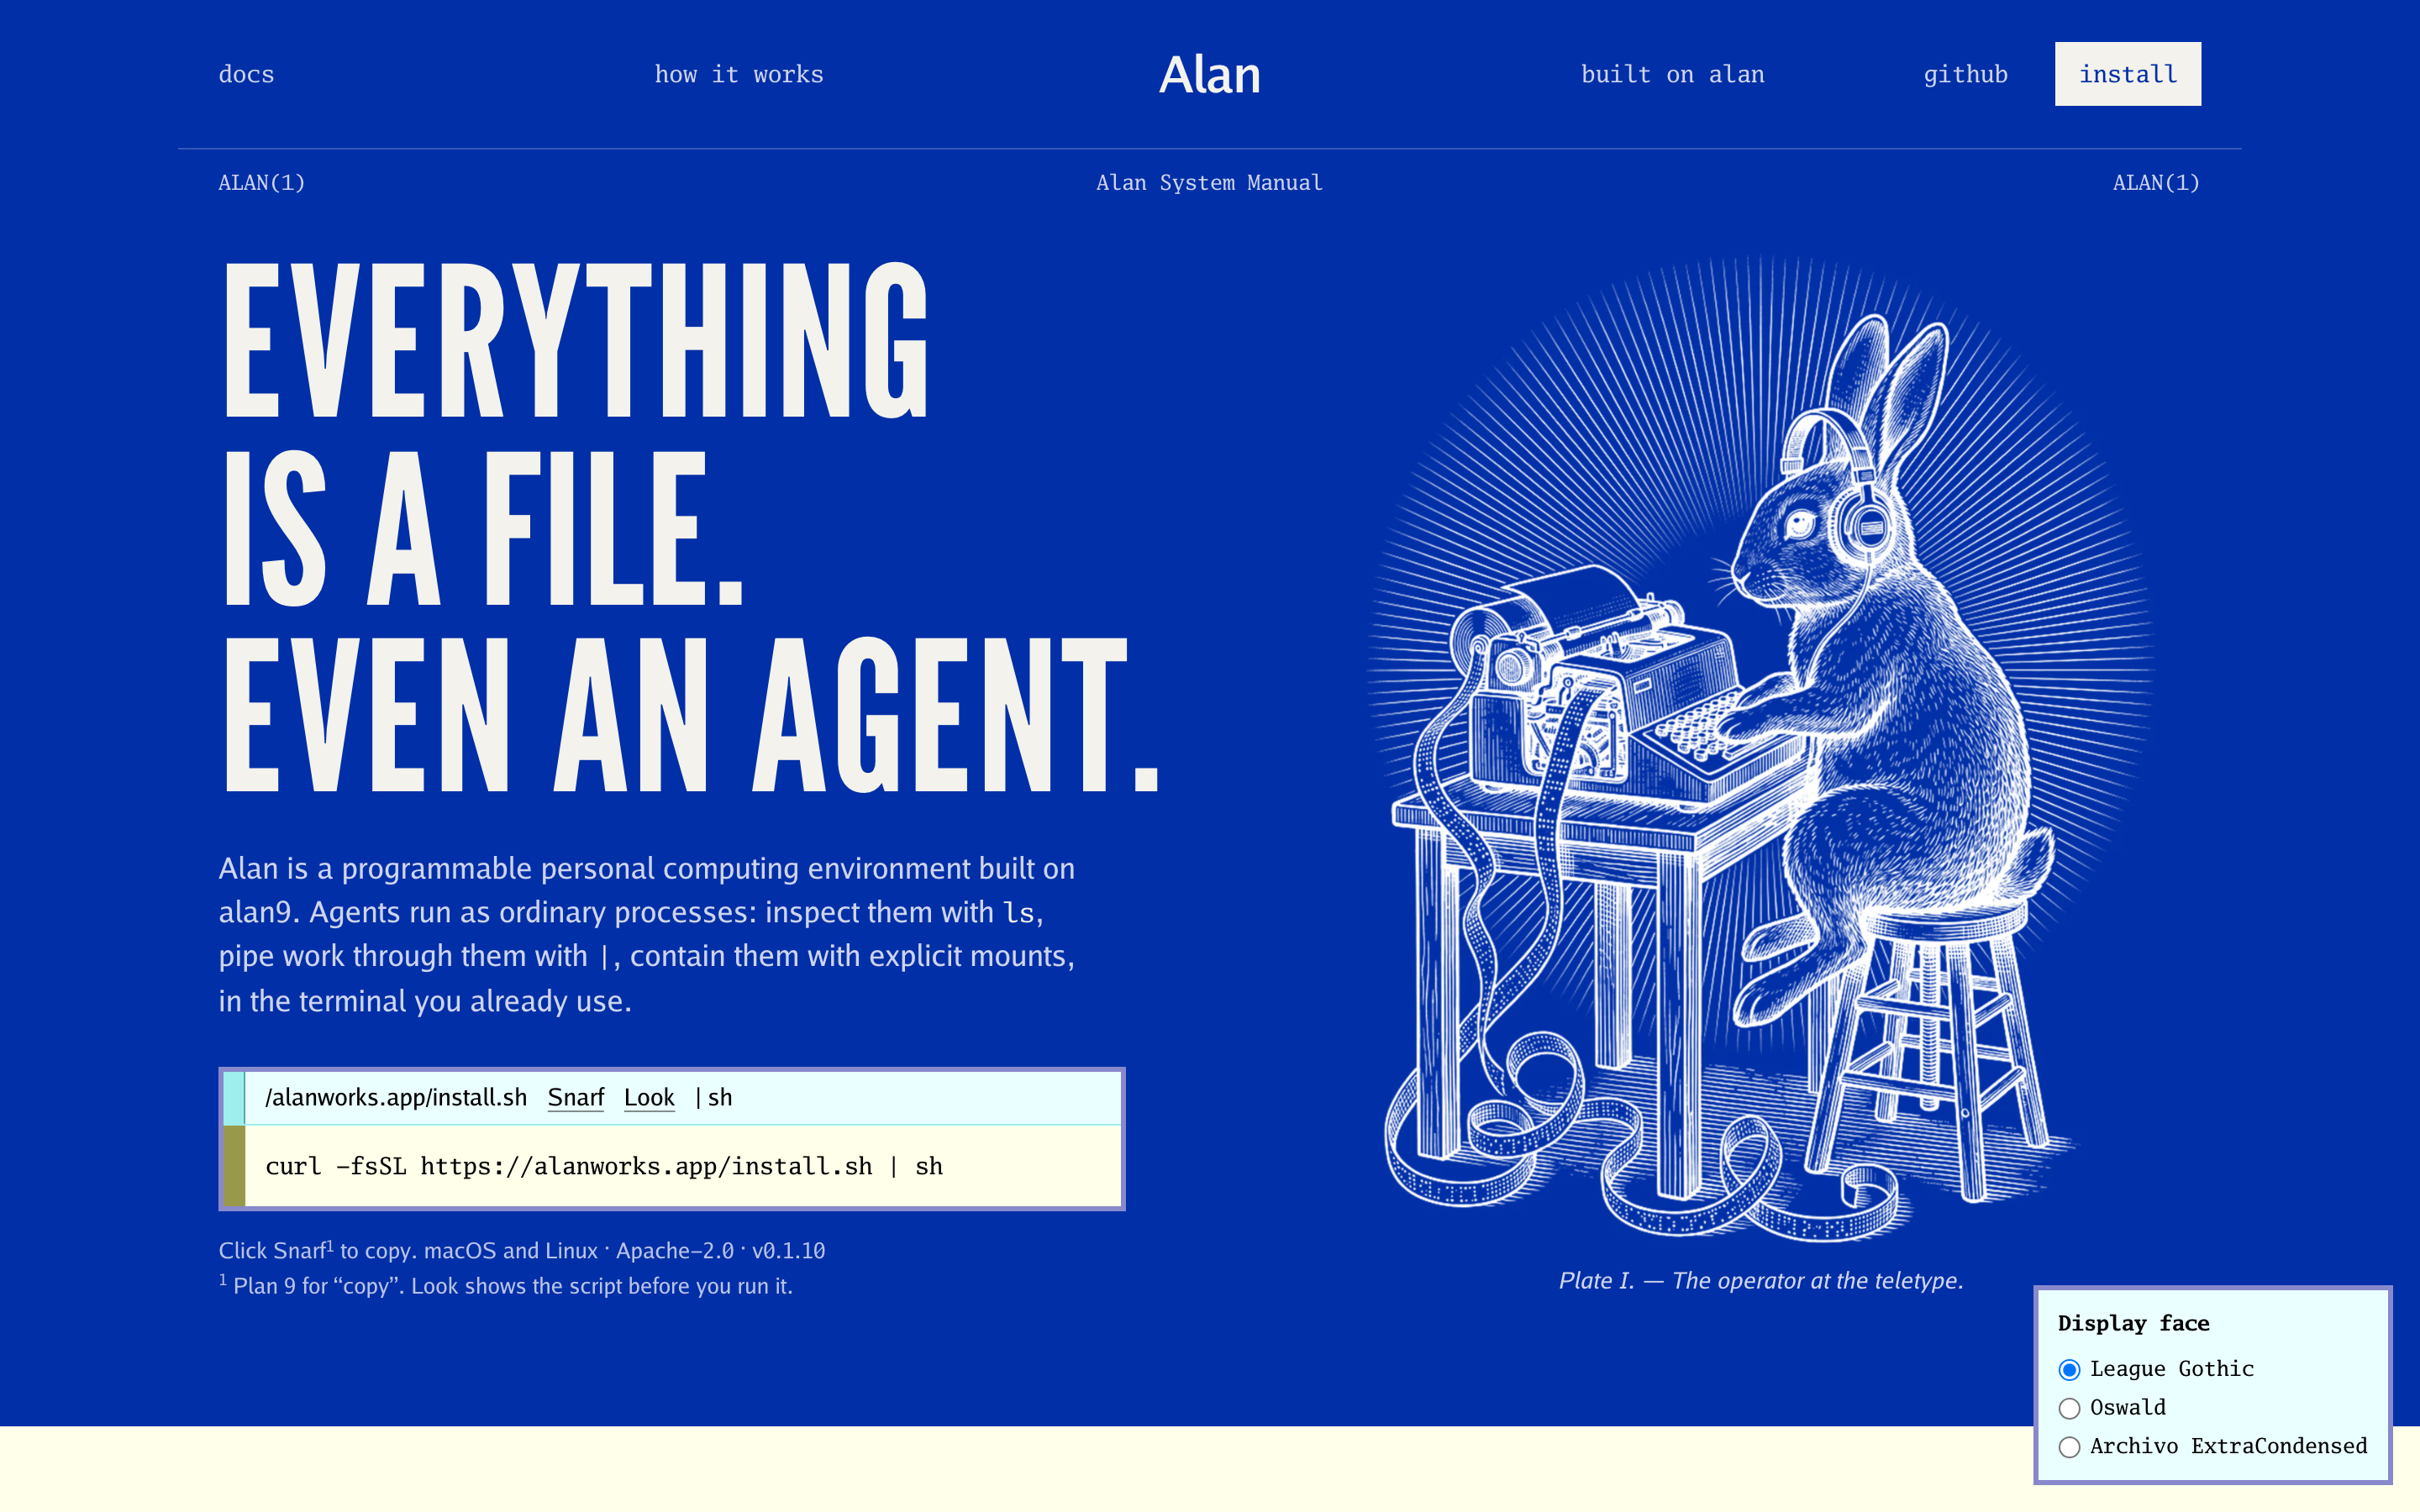 docs
how it works
Alan
built on alan
github
install
ALAN(1)
Alan System Manual
ALAN(1)
EVERYTHING
IS A FILE.
EVEN AN AGENT.
Alan is a programmable personal computing environment built on
alan9. Agents run as ordinary processes: inspect them with ls,
pipe work through them with |, contain them with explicit mounts,
in the terminal you already use.
/alanworks.app/install.sh Snarf Look | sh
curl -fsSL https://alanworks.app/install.sh | sh
Click Snarf¹ to copy. macOS and Linux · Apache-2.0 · v0.1.10
¹ Plan 9 for “copy”. Look shows the script before you run it.
Plate I. — The operator at the teletype.
Display face
League Gothic
Oswald
Archivo ExtraCondensed